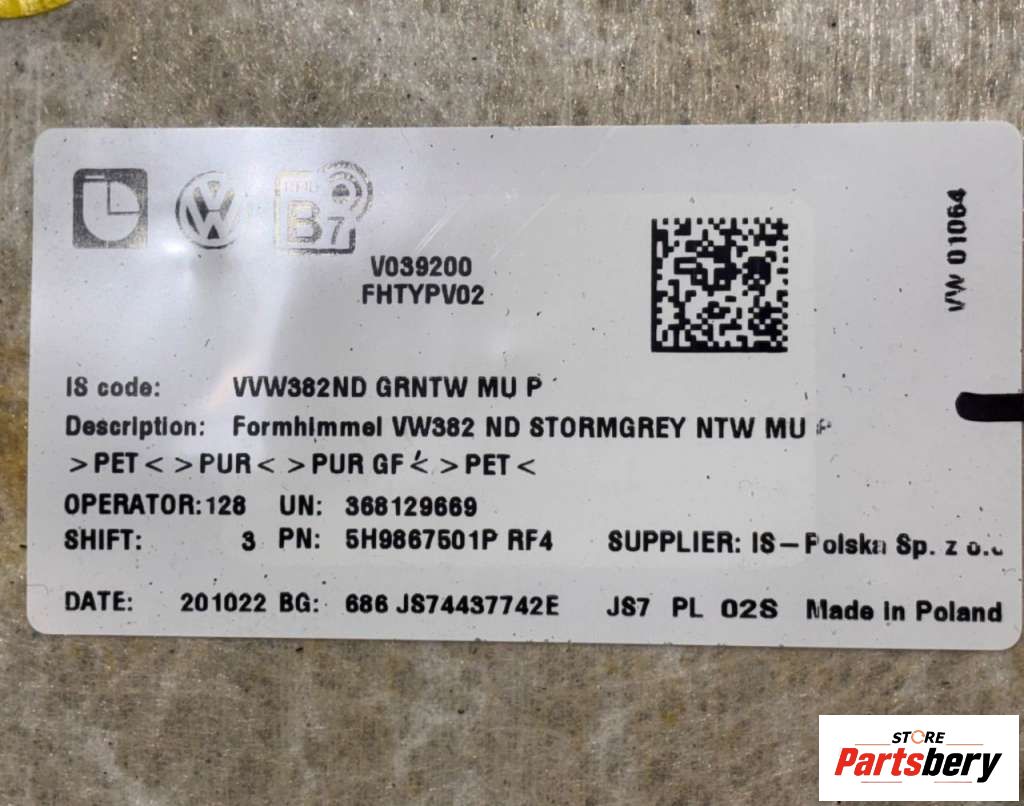 B7
V039200
FHTYPV02
VW 01064
IS code: VVW382ND GRNTW MU P
Description: Formhimmel VW382 ND STORMGREY NTW MU
>PET< >PUR< >PUR GF< >PET<
OPERATOR:128 UN: 368129669
SHIFT: 3 PN: 5H9867501P RF4 SUPPLIER: IS-Polska Sp. z o.o
DATE: 201022 BG: 686 JS74437742E JS7 PL 02S Made in Poland
STORE
Partsbery